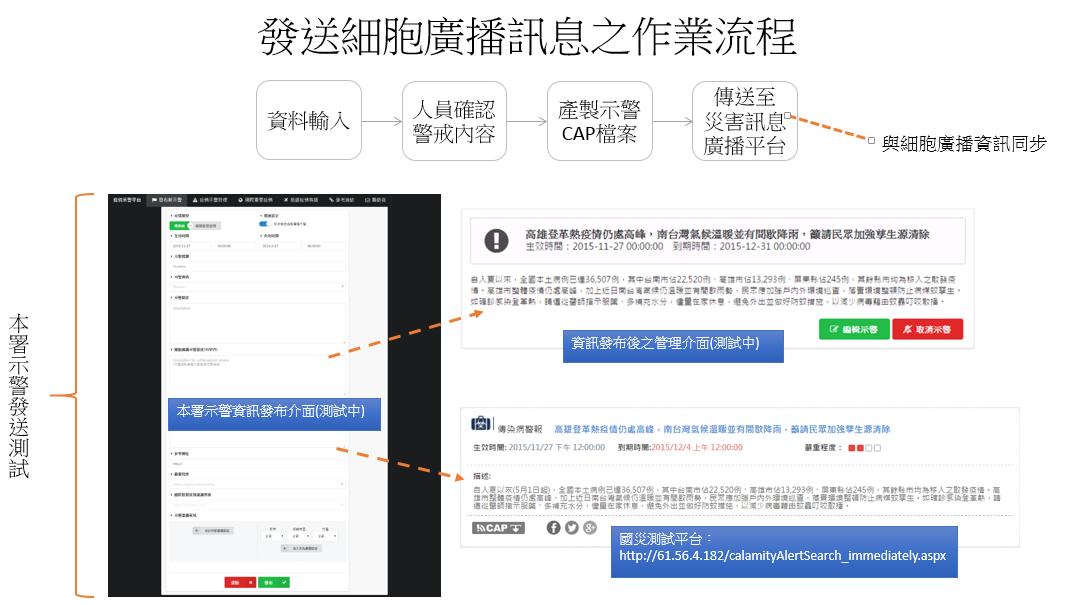 發送細胞廣播訊息之作業流程
資料輸入
人員確認
警戒內容
產製示警
CAP檔案
傳送至
災害訊息
廣播平台
與細胞廣播資訊同步
本署示警發送測試
本署示警資訊發布介面(測試中)
高雄登革熱疫情仍處高峰，南台灣氣候溫暖並有間歇降雨，籲請民眾加強孳生源清除
生效時間：2015-11-27 00:00:00 到期時間：2015-12-31 00:00:00
自入夏以來，全國本土病例已達36,507例，其中台南市佔22,520例、高雄市佔13,293例、屏東縣佔245例，其餘縣市均為移入之散發疫
情。高雄市整體疫情仍處高峰，加上近日南台灣氣候仍溫暖並有間歇雨勢，民眾應加強戶內外環境巡查，落實環境整頓防止病媒蚊孳生。
如確診感染登革熱，請遵從醫師指示服藥、多補充水分，儘量在家休息，避免外出並做好防蚊措施，以減少病毒藉由蚊蟲叮咬散播。
編輯示警
取消示警
資訊發布後之管理介面(測試中)
傳染病警報 高雄登革熱疫情仍處高峰，南台灣氣候溫暖並有間歇降雨，籲請民眾加強孳生源清除
生效時間: 2015/11/27 下午 12:00:00 到期時間:2015/12/4 上午 12:00:00 嚴重程度：
描述:
自入夏以來(5月1日起)，全國本土病例已達36,507例，其中台南市佔22,520例、高雄市佔13,293例、屏東縣佔245例，其餘縣市均為移入之散發疫情。高
雄市整體疫情仍處高峰，加上近日南台灣氣候仍溫暖並有間歇雨勢，民眾應加強戶內外環境巡查，落實環境整頓防止病媒蚊孳生。如確診感染登革熱，請
遵從醫師指示服藥、多補充水分，儘量在家休息，避免外出並做好防蚊措施，以減少病毒藉由蚊蟲叮咬散播。
CAP
國災測試平台：
http://61.56.4.182/calamityAlertSearch_immediately.aspx